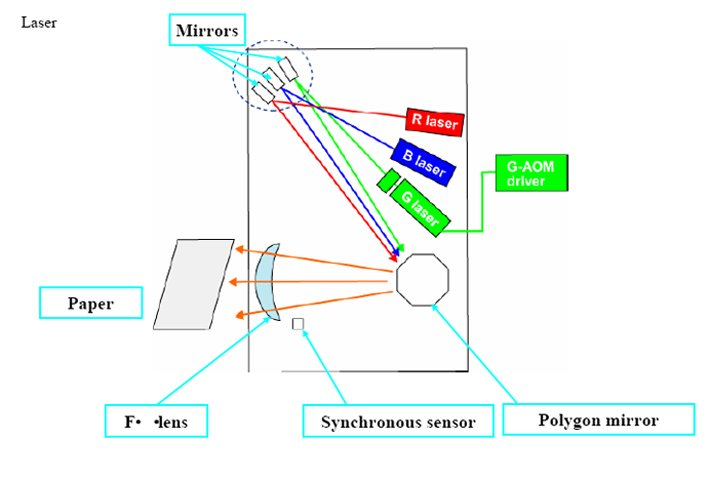 Laser
Mirrors
R laser
B laser
G-AOM
driver
G laser
Paper
F• •lens
Synchronous sensor
Polygon mirror